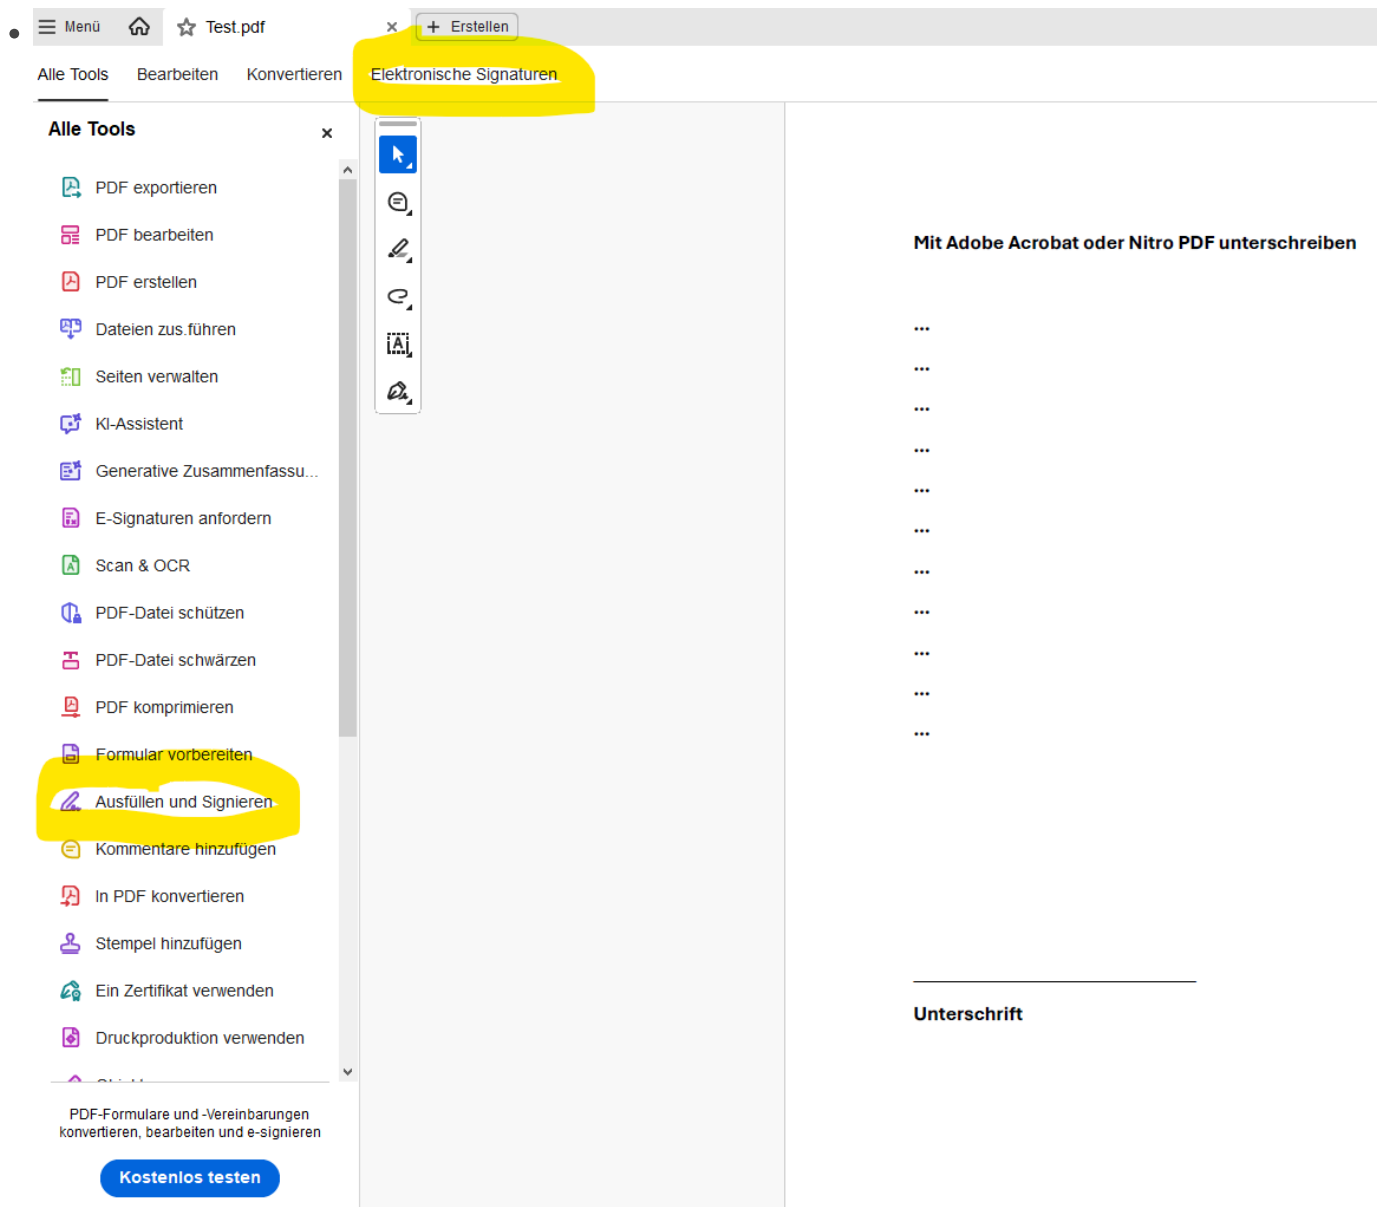 Menü
Test.pdf
Erstellen
Alle Tools
Bearbeiten
Konvertieren
Elektronische Signaturen
Alle Tools
PDF exportieren
PDF bearbeiten
PDF erstellen
Dateien zus.führen
Seiten verwalten
KI-Assistent
Generative Zusammenfassu...
E-Signaturen anfordern
Scan & OCR
PDF-Datei schützen
PDF-Datei schwärzen
PDF komprimieren
Formular vorbereiten
Ausfüllen und Signieren
Kommentare hinzufügen
In PDF konvertieren
Stempel hinzufügen
Ein Zertifikat verwenden
Druckproduktion verwenden
PDF-Formulare und -Vereinbarungen
konvertieren, bearbeiten und e-signieren
Kostenlos testen
Mit Adobe Acrobat oder Nitro PDF unterschreiben
...
...
...
...
...
...
...
...
...
...
...
Unterschrift